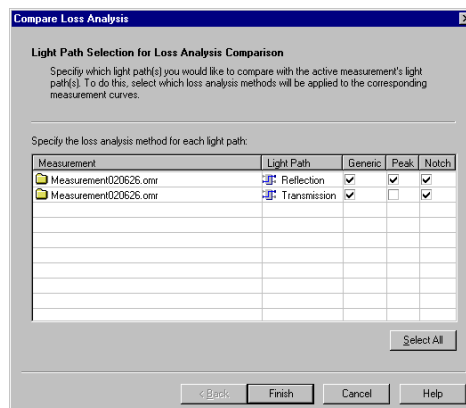 Compare Loss Analysis
Light Path Selection for Loss Analysis Comparison
Specifiy which light path(s) you would like to compare with the active measurement's light
path(s). To do this, select which loss analysis methods will be applied to the corresponding
measurement curves.
Specify the loss analysis method for each light path:
Measurement Light Path Generic Peak Notch
Measurement020626.omr Reflection
Measurement020626.omr Transmission
Select All
< Back Finish Cancel Help